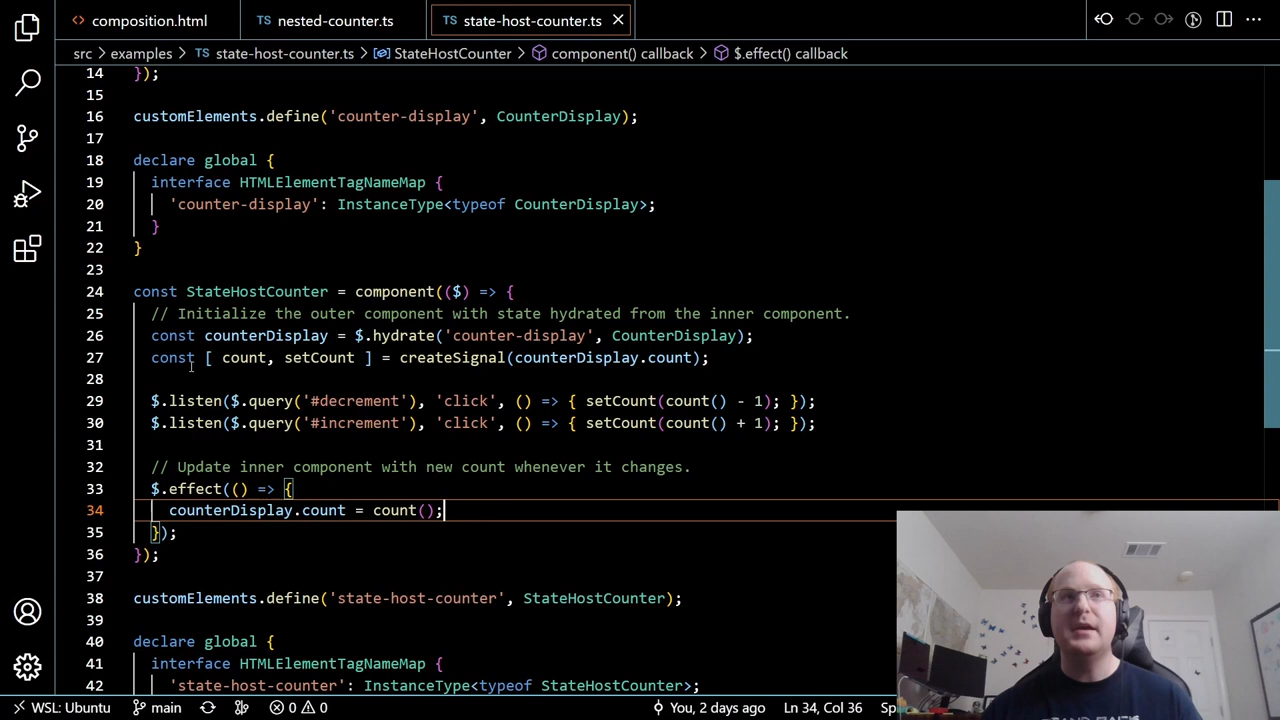 composition.html
TS nested-counter.ts
TS state-host-counter.ts
src > examples > TS state-host-counter.ts > StateHostCounter > component() callback > $.effect() callback
14 });
15
16 customElements.define('counter-display', CounterDisplay);
17
18 declare global {
19 interface HTMLElementTagNameMap {
20 'counter-display': InstanceType<typeof CounterDisplay>;
21 }
22 }
23
24 const StateHostCounter = component(($) => {
25 // Initialize the outer component with state hydrated from the inner component.
26 const counterDisplay = $.hydrate('counter-display', CounterDisplay);
27 const [ count, setCount ] = createSignal(counterDisplay.count);
28
29 $.listen($.query('#decrement'), 'click', () => { setCount(count() - 1); });
30 $.listen($.query('#increment'), 'click', () => { setCount(count() + 1); });
31
32 // Update inner component with new count whenever it changes.
33 $.effect(() => {
34 counterDisplay.count = count();
35 });
36 });
37
38 customElements.define('state-host-counter', StateHostCounter);
39
40 declare global {
41 interface HTMLElementTagNameMap {
42 'state-host-counter': InstanceType<typeof StateHostCounter>;
WSL: Ubuntu main 0 0 You, 2 days ago Ln 34, Col 36